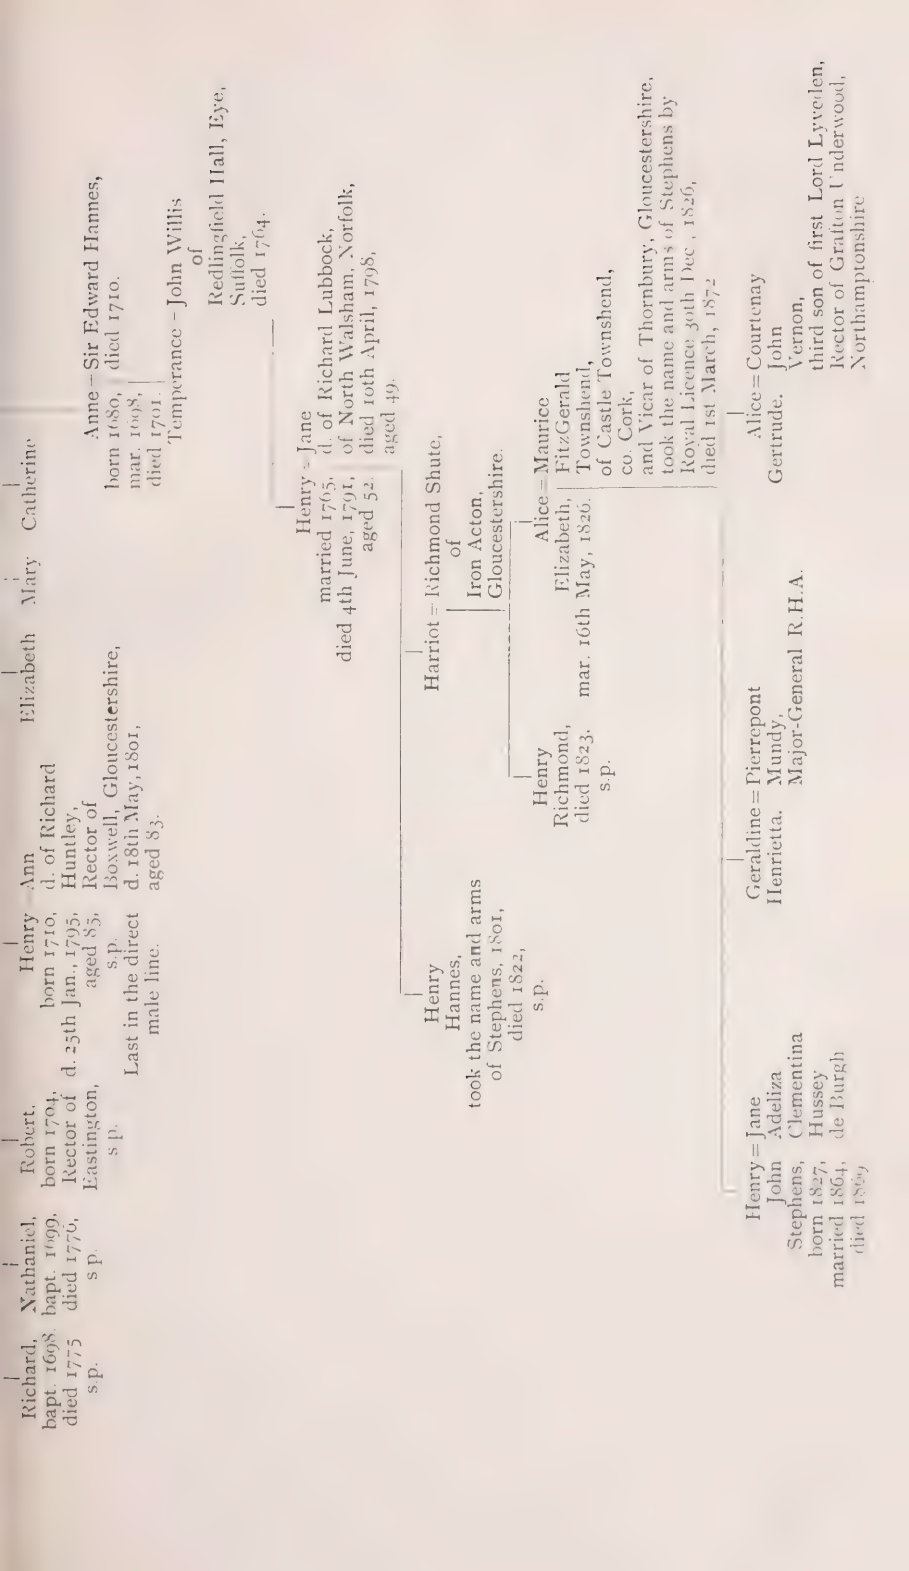 Richard,
bapt. 1698.
died 1775
s.p.
Nathaniel,
bapt. 1699,
died 1776,
s p.
Robert,
born 1704,
Rector of
Eastington,
s p.
Henry
born 1710,
d. 25th Jan., 1795,
aged 85,
s.p.
Last in the direct
male line.
Ann
d. of Richard
Huntley,
Rector of
Boxwell, Gloucestershire,
d. 18th May, 1801,
aged 83.
Elizabeth
Mary
Catherine
Anne = Sir Edward Hannes,
born 1680, died 1710.
mar. 1698,
died 1701.
Temperance = John Willis
of
Redlingfield Hall, Eye,
Suffolk,
died 1764.
Henry = Jane
married 1765, d. of Richard Lubbock,
died 4th June, 1791, of North Walsham, Norfolk,
aged 52. died 10th April, 1798,
aged 49.
Henry
Hannes,
took the name and arms
of Stephens, 1801,
died 1822,
s.p.
Harriot = Richmond Shute,
of
Iron Acton,
Gloucestershire.
Henry
Richmond,
died 1823,
s.p.
Alice = Maurice
Elizabeth, FitzGerald
mar. 16th May, 1826. Townshend,
of Castle Townshend,
co. Cork,
and Vicar of Thornbury, Gloucestershire,
took the name and arms of Stephens by
Royal Licence 30th Dec., 1826,
died 1st March, 1872
Henry = Jane
John Adeliza
Stephens, Clementina
born 1827, Hussey
married 1864, de Burgh
died 1869
Geraldine = Pierrepont
Henrietta. Mundy,
Major-General R.H.A.
Alice = Courtenay
Gertrude. John
Vernon,
third son of first Lord Lyveden,
Rector of Grafton Underwood,
Northamptonshire